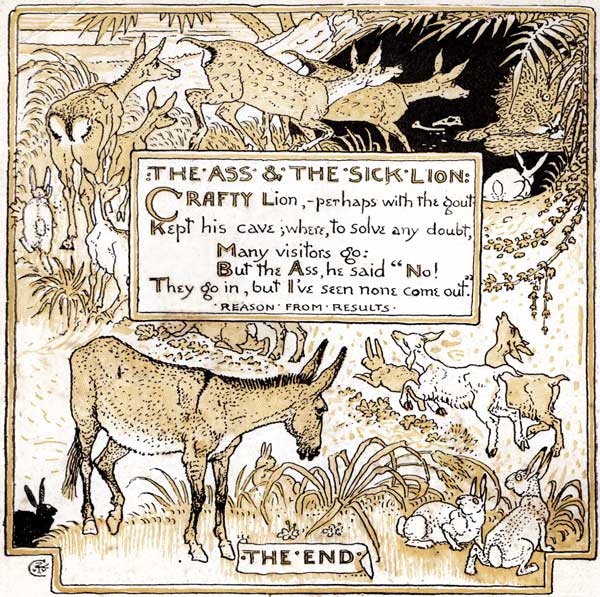 :THE·ASS·&·THE·SICK·LION:
CRAFTY Lion,-perhaps with the gout
Kept his cave; where, to solve any doubt,
Many visitors go:
But the Ass, he said "No!
They go in, but I've seen none come out."
·REASON·FROM·RESULTS·
·THE·END·